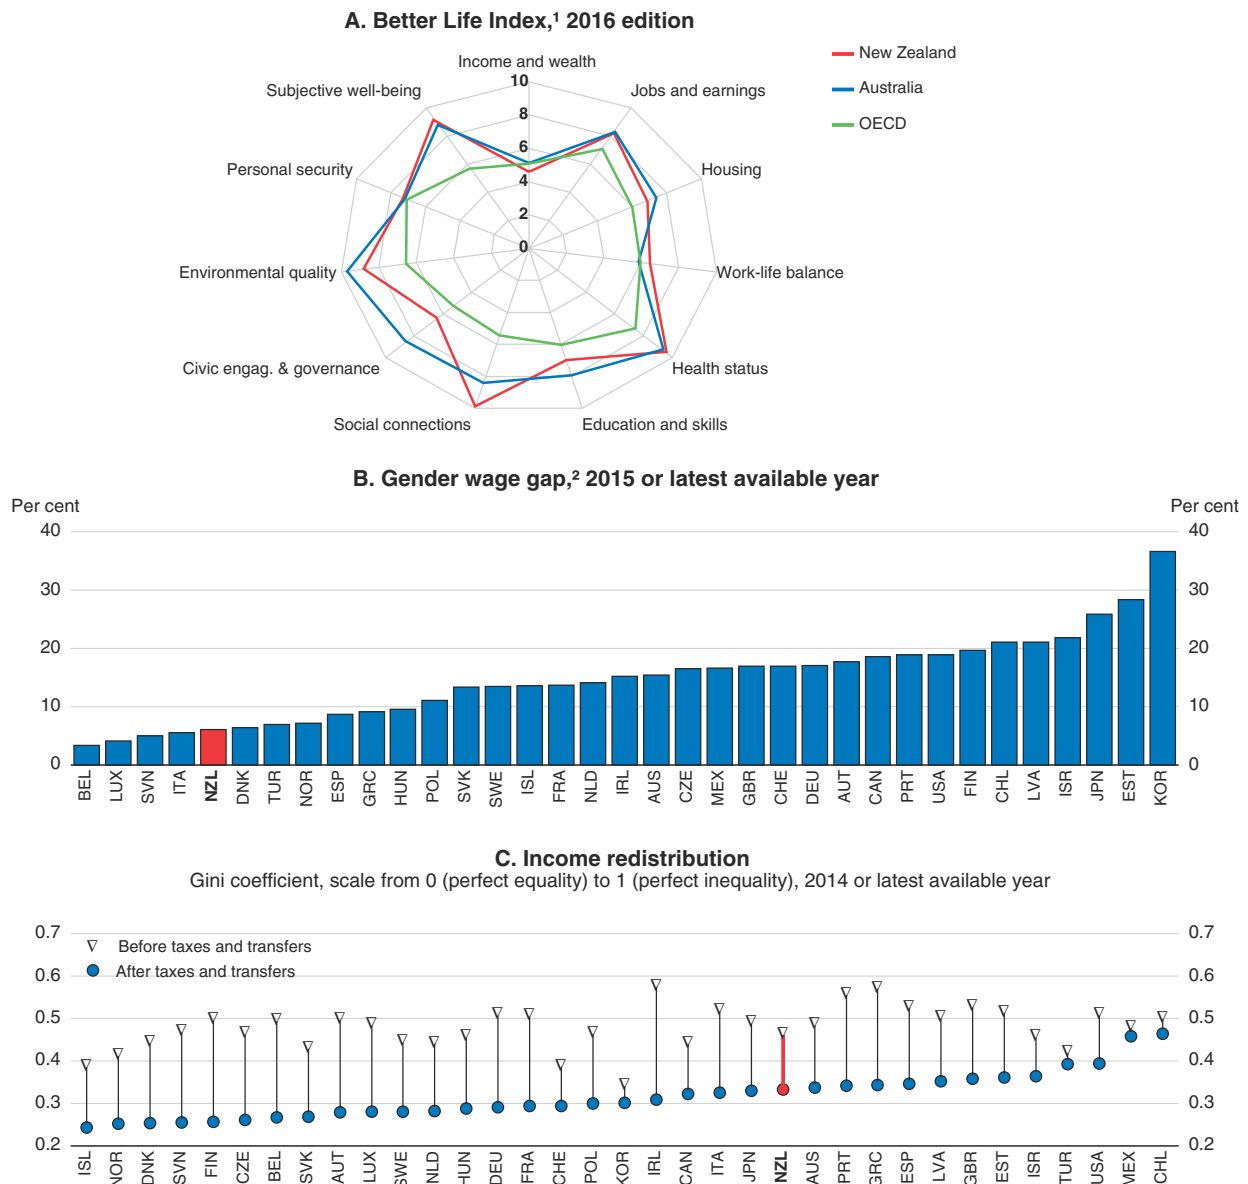 A. Better Life Index,¹ 2016 edition
New Zealand
Australia
OECD
Income and wealth
Jobs and earnings
Housing
Work-life balance
Health status
Education and skills
Social connections
Civic engag. & governance
Environmental quality
Personal security
Subjective well-being
10
8
6
4
2
0
B. Gender wage gap,² 2015 or latest available year
Per cent Per cent
40 40
30 30
20 20
10 10
0 0
BEL LUX SVN ITA NZL DNK TUR NOR ESP GRC HUN POL SVK SWE ISL FRA NLD IRL AUS CZE MEX GBR CHE DEU AUT CAN PRT USA FIN CHL LVA ISR JPN EST KOR
C. Income redistribution
Gini coefficient, scale from 0 (perfect equality) to 1 (perfect inequality), 2014 or latest available year
0.7 0.7
Before taxes and transfers
After taxes and transfers
0.6 0.6
0.5 0.5
0.4 0.4
0.3 0.3
0.2 0.2
ISL NOR DNK SVN FIN CZE BEL SVK AUT LUX SWE NLD HUN DEU FRA CHE POL KOR IRL CAN ITA JPN NZL AUS PRT GRC ESP LVA GBR EST ISR TUR USA MEX CHL